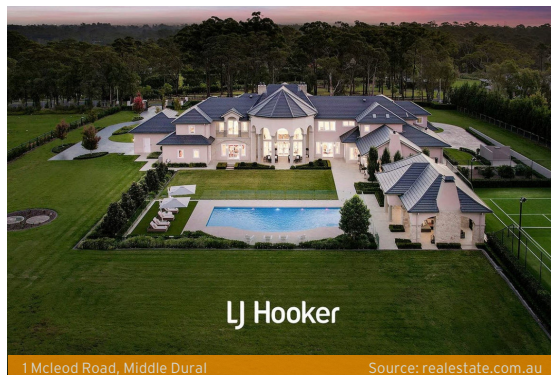 LJ Hooker
1 Mcleod Road, Middle Dural
Source: realestate.com.au